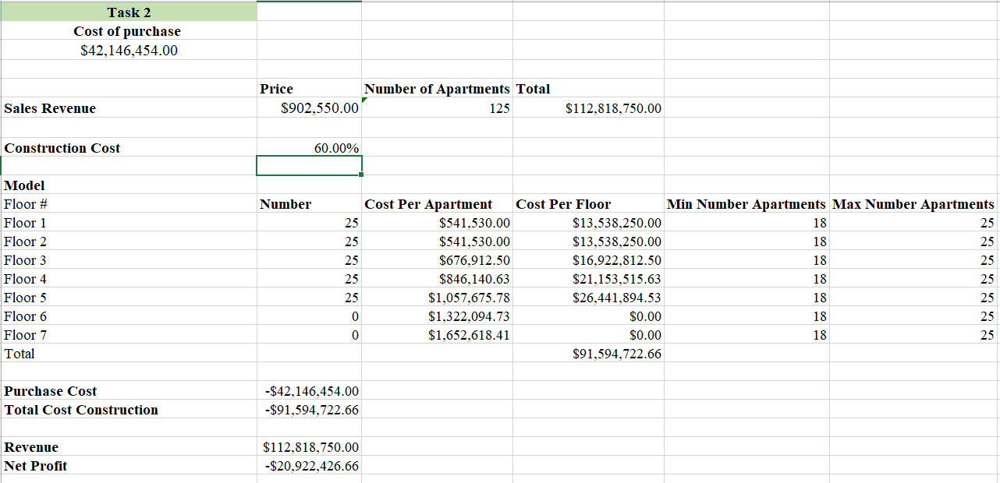 Task 2
Cost of purchase
$42,146,454.00
Price Number of Apartments Total
Sales Revenue $902,550.00 125 $112,818,750.00
Construction Cost 60.00%
Model
Floor # Number Cost Per Apartment Cost Per Floor Min Number Apartments Max Number Apartments
Floor 1 25 $541,530.00 $13,538,250.00 18 25
Floor 2 25 $541,530.00 $13,538,250.00 18 25
Floor 3 25 $676,912.50 $16,922,812.50 18 25
Floor 4 25 $846,140.63 $21,153,515.63 18 25
Floor 5 25 $1,057,675.78 $26,441,894.53 18 25
Floor 6 0 $1,322,094.73 $0.00 18 25
Floor 7 0 $1,652,618.41 $0.00 18 25
Total $91,594,722.66
Purchase Cost -$42,146,454.00
Total Cost Construction -$91,594,722.66
Revenue $112,818,750.00
Net Profit -$20,922,426.66